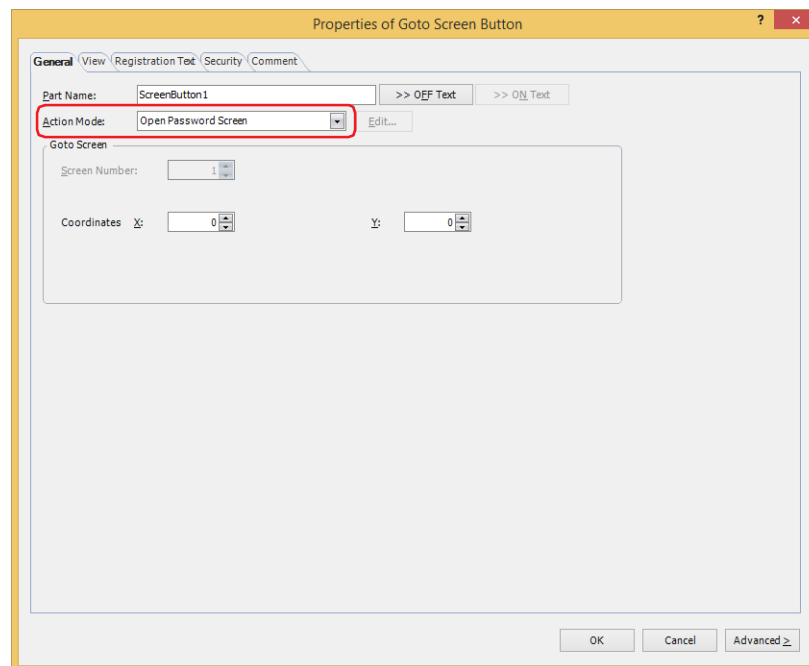 Properties of Goto Screen Button ? ×
General View Registration Text Security Comment
Part Name: ScreenButton1 >> OFF Text >> ON Text
Action Mode: Open Password Screen Edit...
Goto Screen
Screen Number: 1
Coordinates X: 0 Y: 0
OK Cancel Advanced >